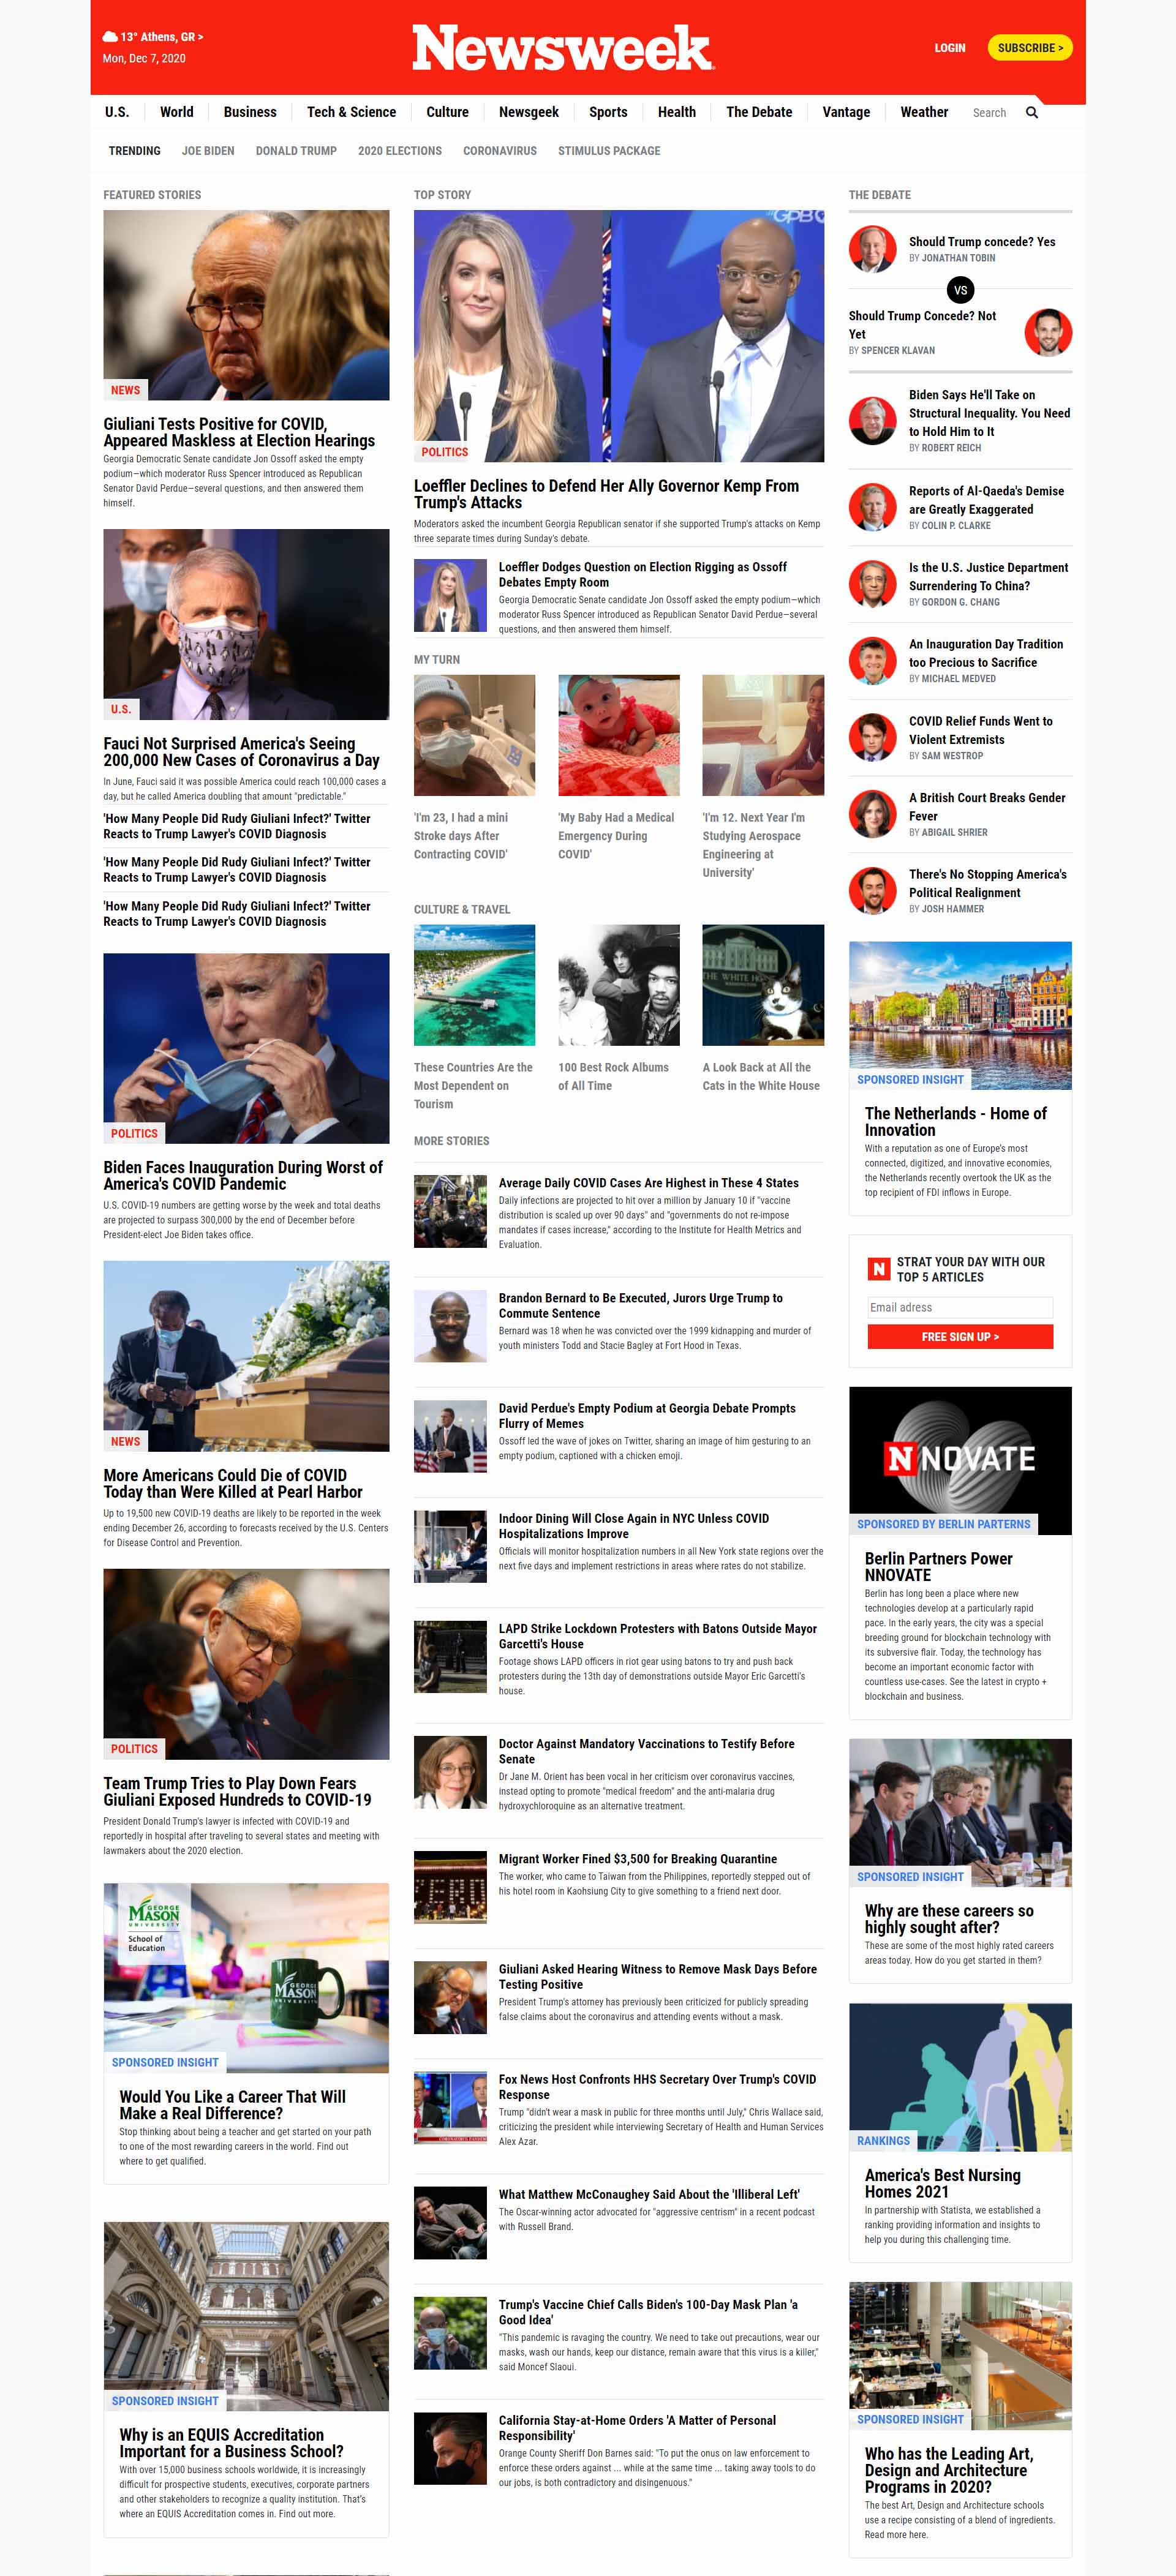 13° Athens, GR >
Mon, Dec 7, 2020
Newsweek
LOGIN
SUBSCRIBE >
U.S.
World
Business
Tech & Science
Culture
Newsgeek
Sports
Health
The Debate
Vantage
Weather
Search
TRENDING
JOE BIDEN
DONALD TRUMP
2020 ELECTIONS
CORONAVIRUS
STIMULUS PACKAGE
FEATURED STORIES
NEWS
Giuliani Tests Positive for COVID,
Appeared Maskless at Election Hearings
Georgia Democratic Senate candidate Jon Ossoff asked the empty
podium—which moderator Russ Spencer introduced as Republican
Senator David Perdue—several questions, and then answered them
himself.
U.S.
Fauci Not Surprised America's Seeing
200,000 New Cases of Coronavirus a Day
In June, Fauci said it was possible America could reach 100,000 cases a
day, but he called America doubling that amount "predictable."
'How Many People Did Rudy Giuliani Infect?' Twitter
Reacts to Trump Lawyer's COVID Diagnosis
'How Many People Did Rudy Giuliani Infect?' Twitter
Reacts to Trump Lawyer's COVID Diagnosis
'How Many People Did Rudy Giuliani Infect?' Twitter
Reacts to Trump Lawyer's COVID Diagnosis
POLITICS
Biden Faces Inauguration During Worst of
America's COVID Pandemic
U.S. COVID-19 numbers are getting worse by the week and total deaths
are projected to surpass 300,000 by the end of December before
President-elect Joe Biden takes office.
NEWS
More Americans Could Die of COVID
Today than Were Killed at Pearl Harbor
Up to 19,500 new COVID-19 deaths are likely to be reported in the week
ending December 26, according to forecasts received by the U.S. Centers
for Disease Control and Prevention.
POLITICS
Team Trump Tries to Play Down Fears
Giuliani Exposed Hundreds to COVID-19
President Donald Trump's lawyer is infected with COVID-19 and
reportedly in hospital after traveling to several states and meeting with
lawmakers about the 2020 election.
GEORGE
MASON
UNIVERSITY
School of
Education
GEORGE
MASON
UNIVERSITY
SPONSORED INSIGHT
Would You Like a Career That Will
Make a Real Difference?
Stop thinking about being a teacher and get started on your path
to one of the most rewarding careers in the world. Find out
where to get qualified.
SPONSORED INSIGHT
Why is an EQUIS Accreditation
Important for a Business School?
With over 15,000 business schools worldwide, it is increasingly
difficult for prospective students, executives, corporate partners
and other stakeholders to recognize a quality institution. That's
where an EQUIS Accreditation comes in. Find out more.
TOP STORY
GPBC
POLITICS
Loeffler Declines to Defend Her Ally Governor Kemp From
Trump's Attacks
Moderators asked the incumbent Georgia Republican senator if she supported Trump's attacks on Kemp
three separate times during Sunday's debate.
Loeffler Dodges Question on Election Rigging as Ossoff
Debates Empty Room
Georgia Democratic Senate candidate Jon Ossoff asked the empty podium—which
moderator Russ Spencer introduced as Republican Senator David Perdue—several
questions, and then answered them himself.
MY TURN
'I'm 23, I had a mini
Stroke days After
Contracting COVID'
'My Baby Had a Medical
Emergency During
COVID'
'I'm 12. Next Year I'm
Studying Aerospace
Engineering at
University'
CULTURE & TRAVEL
THE WHITE HO
WASHINGTON
These Countries Are the
Most Dependent on
Tourism
100 Best Rock Albums
of All Time
A Look Back at All the
Cats in the White House
MORE STORIES
Average Daily COVID Cases Are Highest in These 4 States
Daily infections are projected to hit over a million by January 10 if "vaccine
distribution is scaled up over 90 days" and "governments do not re-impose
mandates if cases increase," according to the Institute for Health Metrics and
Evaluation.
Brandon Bernard to Be Executed, Jurors Urge Trump to
Commute Sentence
Bernard was 18 when he was convicted over the 1999 kidnapping and murder of
youth ministers Todd and Stacie Bagley at Fort Hood in Texas.
David Perdue's Empty Podium at Georgia Debate Prompts
Flurry of Memes
Ossoff led the wave of jokes on Twitter, sharing an image of him gesturing to an
empty podium, captioned with a chicken emoji.
Indoor Dining Will Close Again in NYC Unless COVID
Hospitalizations Improve
Officials will monitor hospitalization numbers in all New York state regions over the
next five days and implement restrictions in areas where rates do not stabilize.
LAPD Strike Lockdown Protesters with Batons Outside Mayor
Garcetti's House
Footage shows LAPD officers in riot gear using batons to try and push back
protesters during the 13th day of demonstrations outside Mayor Eric Garcetti's
house.
Doctor Against Mandatory Vaccinations to Testify Before
Senate
Dr Jane M. Orient has been vocal in her criticism over coronavirus vaccines,
instead opting to promote "medical freedom" and the anti-malaria drug
hydroxychloroquine as an alternative treatment.
Migrant Worker Fined $3,500 for Breaking Quarantine
The worker, who came to Taiwan from the Philippines, reportedly stepped out of
his hotel room in Kaohsiung City to give something to a friend next door.
Giuliani Asked Hearing Witness to Remove Mask Days Before
Testing Positive
President Trump's attorney has previously been criticized for publicly spreading
false claims about the coronavirus and attending events without a mask.
Fox News Host Confronts HHS Secretary Over Trump's COVID
Response
Trump "didn't wear a mask in public for three months until July," Chris Wallace said,
criticizing the president while interviewing Secretary of Health and Human Services
Alex Azar.
What Matthew McConaughey Said About the 'Illiberal Left'
The Oscar-winning actor advocated for "aggressive centrism" in a recent podcast
with Russell Brand.
Trump's Vaccine Chief Calls Biden's 100-Day Mask Plan 'a
Good Idea'
"This pandemic is ravaging the country. We need to take out precautions, wear our
masks, wash our hands, keep our distance, remain aware that this virus is a killer,"
said Moncef Slaoui.
California Stay-at-Home Orders 'A Matter of Personal
Responsibility'
Orange County Sheriff Don Barnes said: "To put the onus on law enforcement to
enforce these orders against ... while at the same time ... taking away tools to do
our jobs, is both contradictory and disingenuous."
THE DEBATE
Should Trump concede? Yes
BY JONATHAN TOBIN
VS
Should Trump Concede? Not
Yet
BY SPENCER KLAVAN
Biden Says He'll Take on
Structural Inequality. You Need
to Hold Him to It
BY ROBERT REICH
Reports of Al-Qaeda's Demise
are Greatly Exaggerated
BY COLIN P. CLARKE
Is the U.S. Justice Department
Surrendering To China?
BY GORDON G. CHANG
An Inauguration Day Tradition
too Precious to Sacrifice
BY MICHAEL MEDVED
COVID Relief Funds Went to
Violent Extremists
BY SAM WESTROP
A British Court Breaks Gender
Fever
BY ABIGAIL SHRIER
There's No Stopping America's
Political Realignment
BY JOSH HAMMER
SPONSORED INSIGHT
The Netherlands - Home of
Innovation
With a reputation as one of Europe's most
connected, digitized, and innovative economies,
the Netherlands recently overtook the UK as the
top recipient of FDI inflows in Europe.
N
STRAT YOUR DAY WITH OUR
TOP 5 ARTICLES
Email adress
FREE SIGN UP >
NNOVATE
SPONSORED BY BERLIN PARTERNS
Berlin Partners Power
NNOVATE
Berlin has long been a place where new
technologies develop at a particularly rapid
pace. In the early years, the city was a special
breeding ground for blockchain technology with
its subversive flair. Today, the technology has
become an important economic factor with
countless use-cases. See the latest in crypto +
blockchain and business.
SPONSORED INSIGHT
Why are these careers so
highly sought after?
These are some of the most highly rated careers
areas today. How do you get started in them?
RANKINGS
America's Best Nursing
Homes 2021
In partnership with Statista, we established a
ranking providing information and insights to
help you during this challenging time.
SPONSORED INSIGHT
Who has the Leading Art,
Design and Architecture
Programs in 2020?
The best Art, Design and Architecture schools
use a recipe consisting of a blend of ingredients.
Read more here.